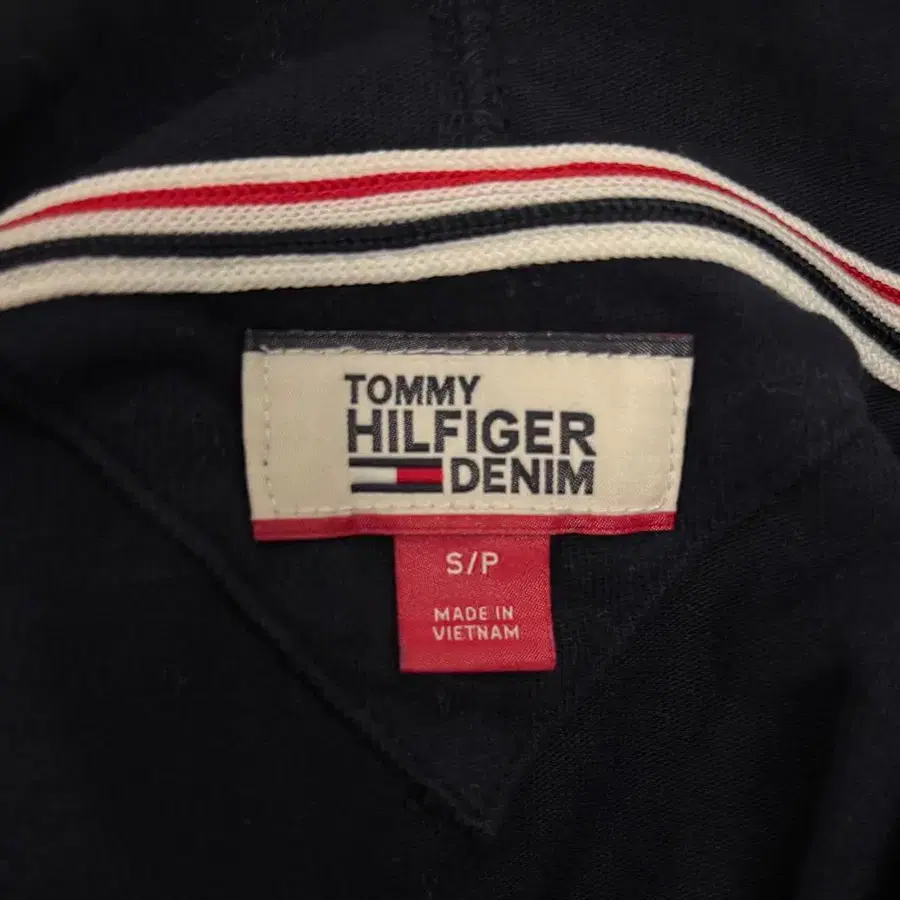 TOMMY
HILFIGER
DENIM
S/P
MADE IN
VIETNAM